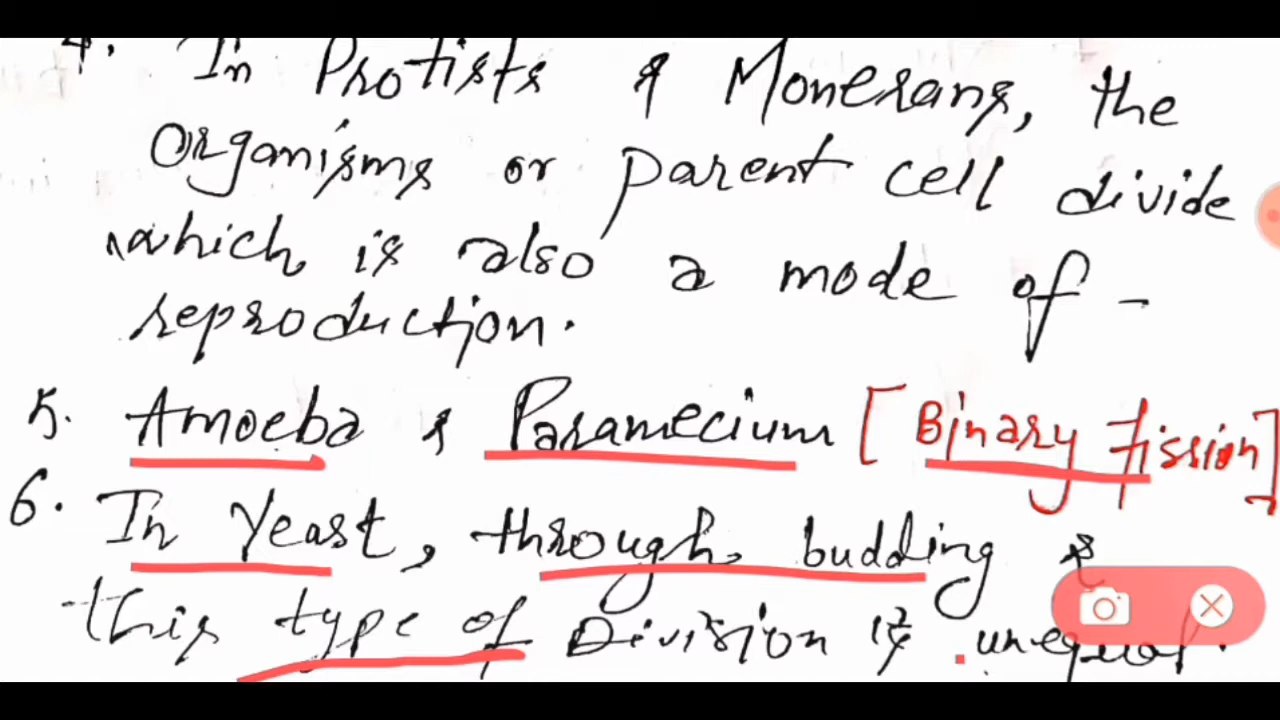 4. In Protists & Monerans, the
Organisms or parent cell divide
which is also a mode of -
reproduction.
5. Amoeba & Paramecium [Binary fission]
6. In Yeast, through budding &
this type of Division is unequal.